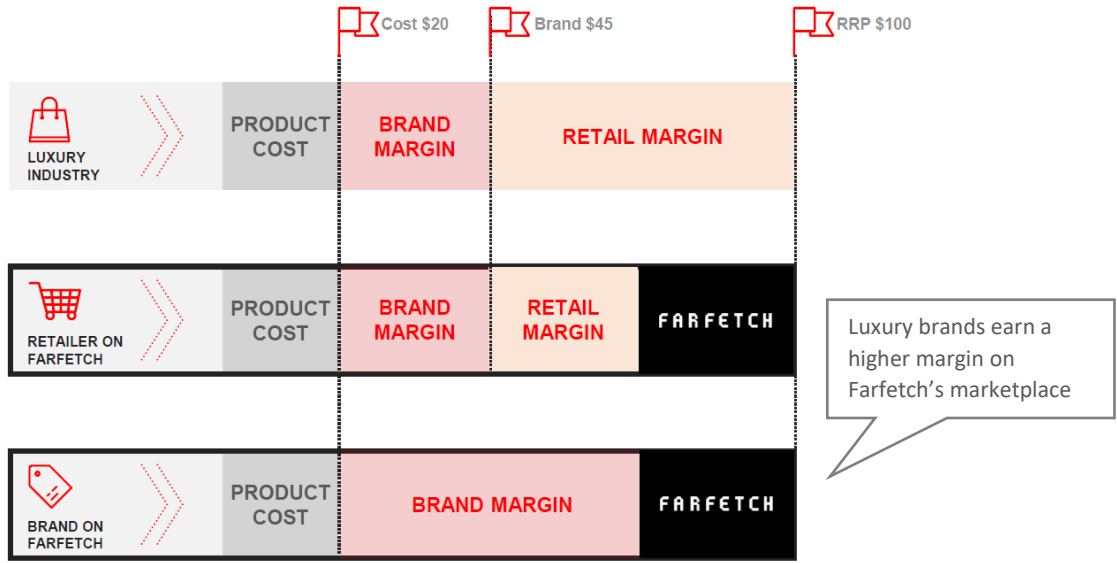 Cost $20
Brand $45
RRP $100
LUXURY
INDUSTRY
PRODUCT
COST
BRAND
MARGIN
RETAIL MARGIN
RETAILER ON
FARFETCH
PRODUCT
COST
BRAND
MARGIN
RETAIL
MARGIN
FARFETCH
Luxury brands earn a
higher margin on
Farfetch’s marketplace
BRAND ON
FARFETCH
PRODUCT
COST
BRAND MARGIN
FARFETCH